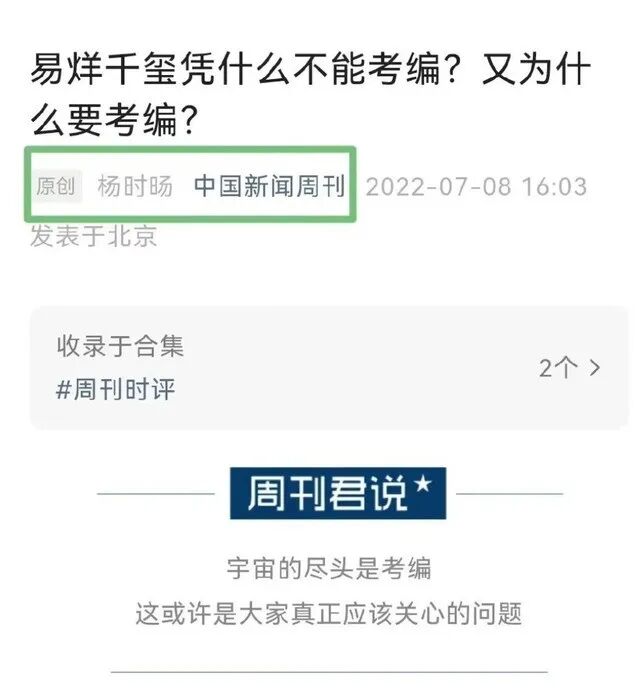 易烊千玺凭什么不能考编？又为什
么要考编？
原创 杨时旸 中国新闻周刊 2022-07-08 16:03
发表于北京
收录于合集
#周刊时评
2个 >
周刊君说
宇宙的尽头是考编
这或许是大家真正应该关心的问题